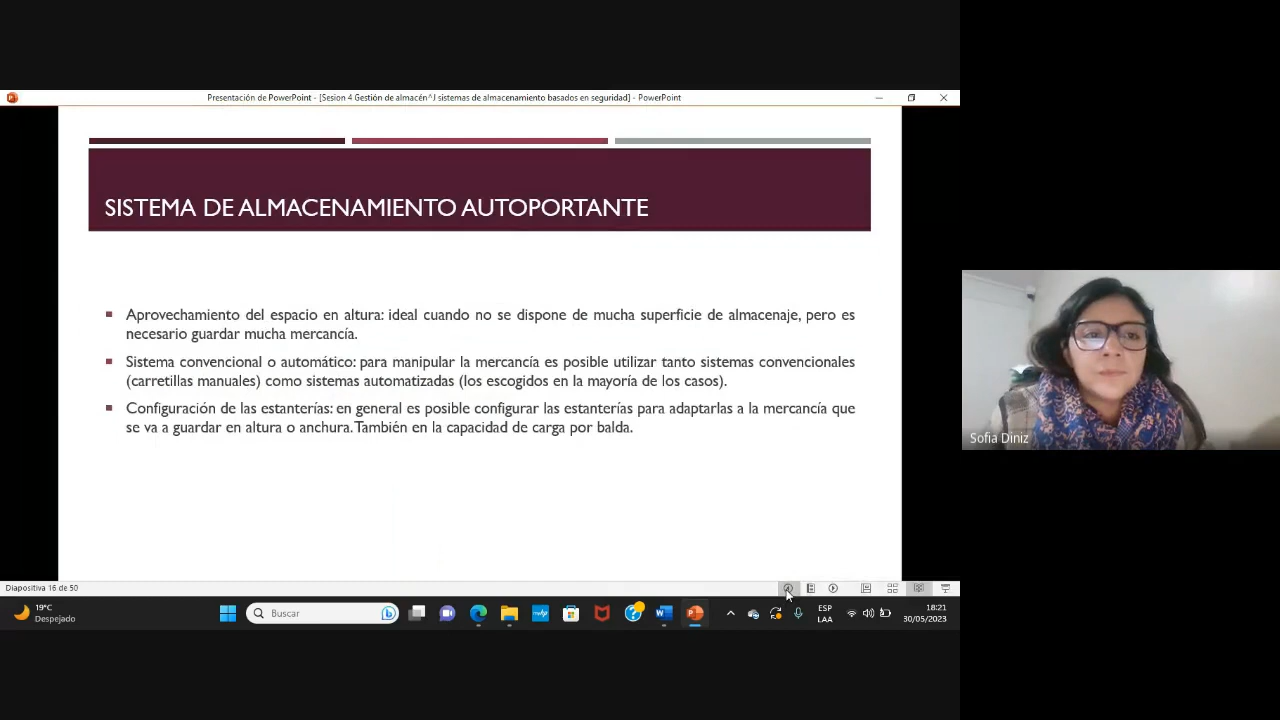 Presentación de PowerPoint - [Sesion 4 Gestión de almacén^J sistemas de almacenamiento basados en seguridad] - PowerPoint
SISTEMA DE ALMACENAMIENTO AUTOPORTANTE
Aprovechamiento del espacio en altura: ideal cuando no se dispone de mucha superficie de almacenaje, pero es
necesario guardar mucha mercancía.
Sistema convencional o automático: para manipular la mercancía es posible utilizar tanto sistemas convencionales
(carretillas manuales) como sistemas automatizadas (los escogidos en la mayoría de los casos).
Configuración de las estanterías: en general es posible configurar las estanterías para adaptarlas a la mercancía que
se va a guardar en altura o anchura. También en la capacidad de carga por balda.
Sofia Diniz
Diapositiva 16 de 50
19°C
Despejado
Buscar
ESP
LAA
18:21
30/05/2023